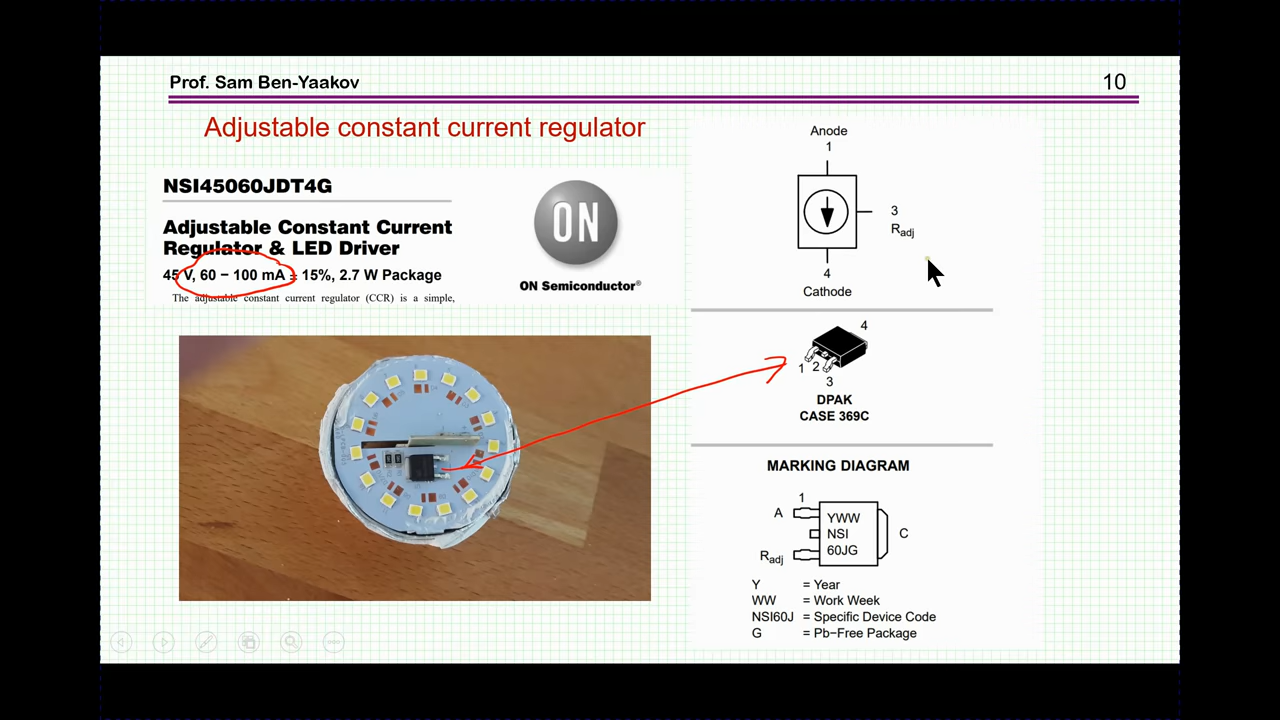 Prof. Sam Ben-Yaakov
10
Adjustable constant current regulator
NSI45060JDT4G
Adjustable Constant Current
Regulator & LED Driver
45 V, 60 − 100 mA ± 15%, 2.7 W Package
The adjustable constant current regulator (CCR) is a simple,
ON
ON Semiconductor®
Anode
1
3
Radj
4
Cathode
4
1 2
3
DPAK
CASE 369C
MARKING DIAGRAM
1
A
YWW
NSI
60JG
C
Radj
Y = Year
WW = Work Week
NSI60J = Specific Device Code
G = Pb−Free Package